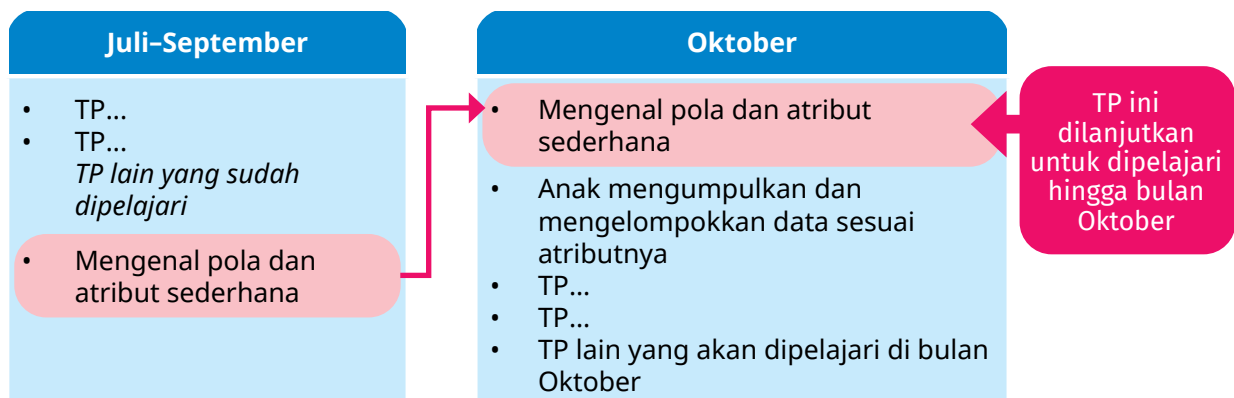 Juli–September
• TP...
• TP...
TP lain yang sudah
dipelajari
• Mengenal pola dan
atribut sederhana
Oktober
• Mengenal pola dan atribut
sederhana
• Anak mengumpulkan dan
mengelompokkan data sesuai
atributnya
• TP...
• TP...
• TP lain yang akan dipelajari di bulan
Oktober
TP ini
dilanjutkan
untuk dipelajari
hingga bulan
Oktober